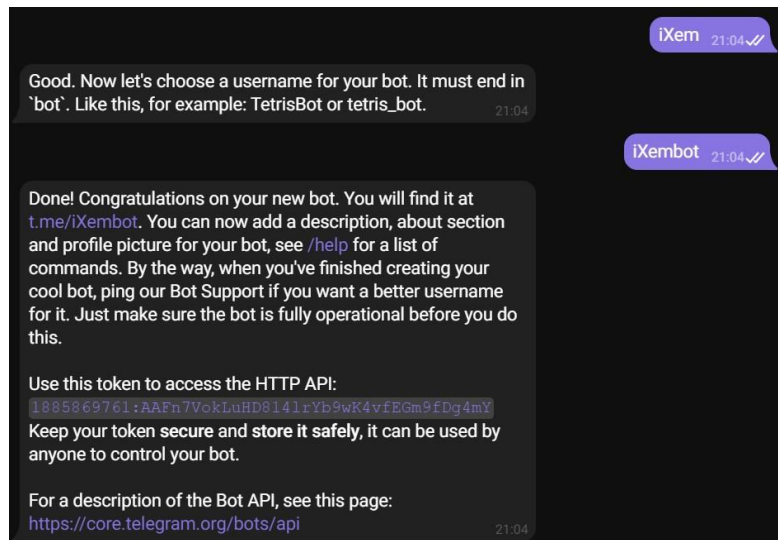 iXem 21:04
Good. Now let's choose a username for your bot. It must end in
`bot`. Like this, for example: TetrisBot or tetris_bot.
21:04
iXembot 21:04
Done! Congratulations on your new bot. You will find it at
t.me/iXembot. You can now add a description, about section
and profile picture for your bot, see /help for a list of
commands. By the way, when you've finished creating your
cool bot, ping our Bot Support if you want a better username
for it. Just make sure the bot is fully operational before you do
this.
Use this token to access the HTTP API:
1885869761:AAFn7VokLuHD814lrYb9wK4vfEGm9fDg4mY
Keep your token secure and store it safely, it can be used by
anyone to control your bot.
For a description of the Bot API, see this page:
https://core.telegram.org/bots/api
21:04